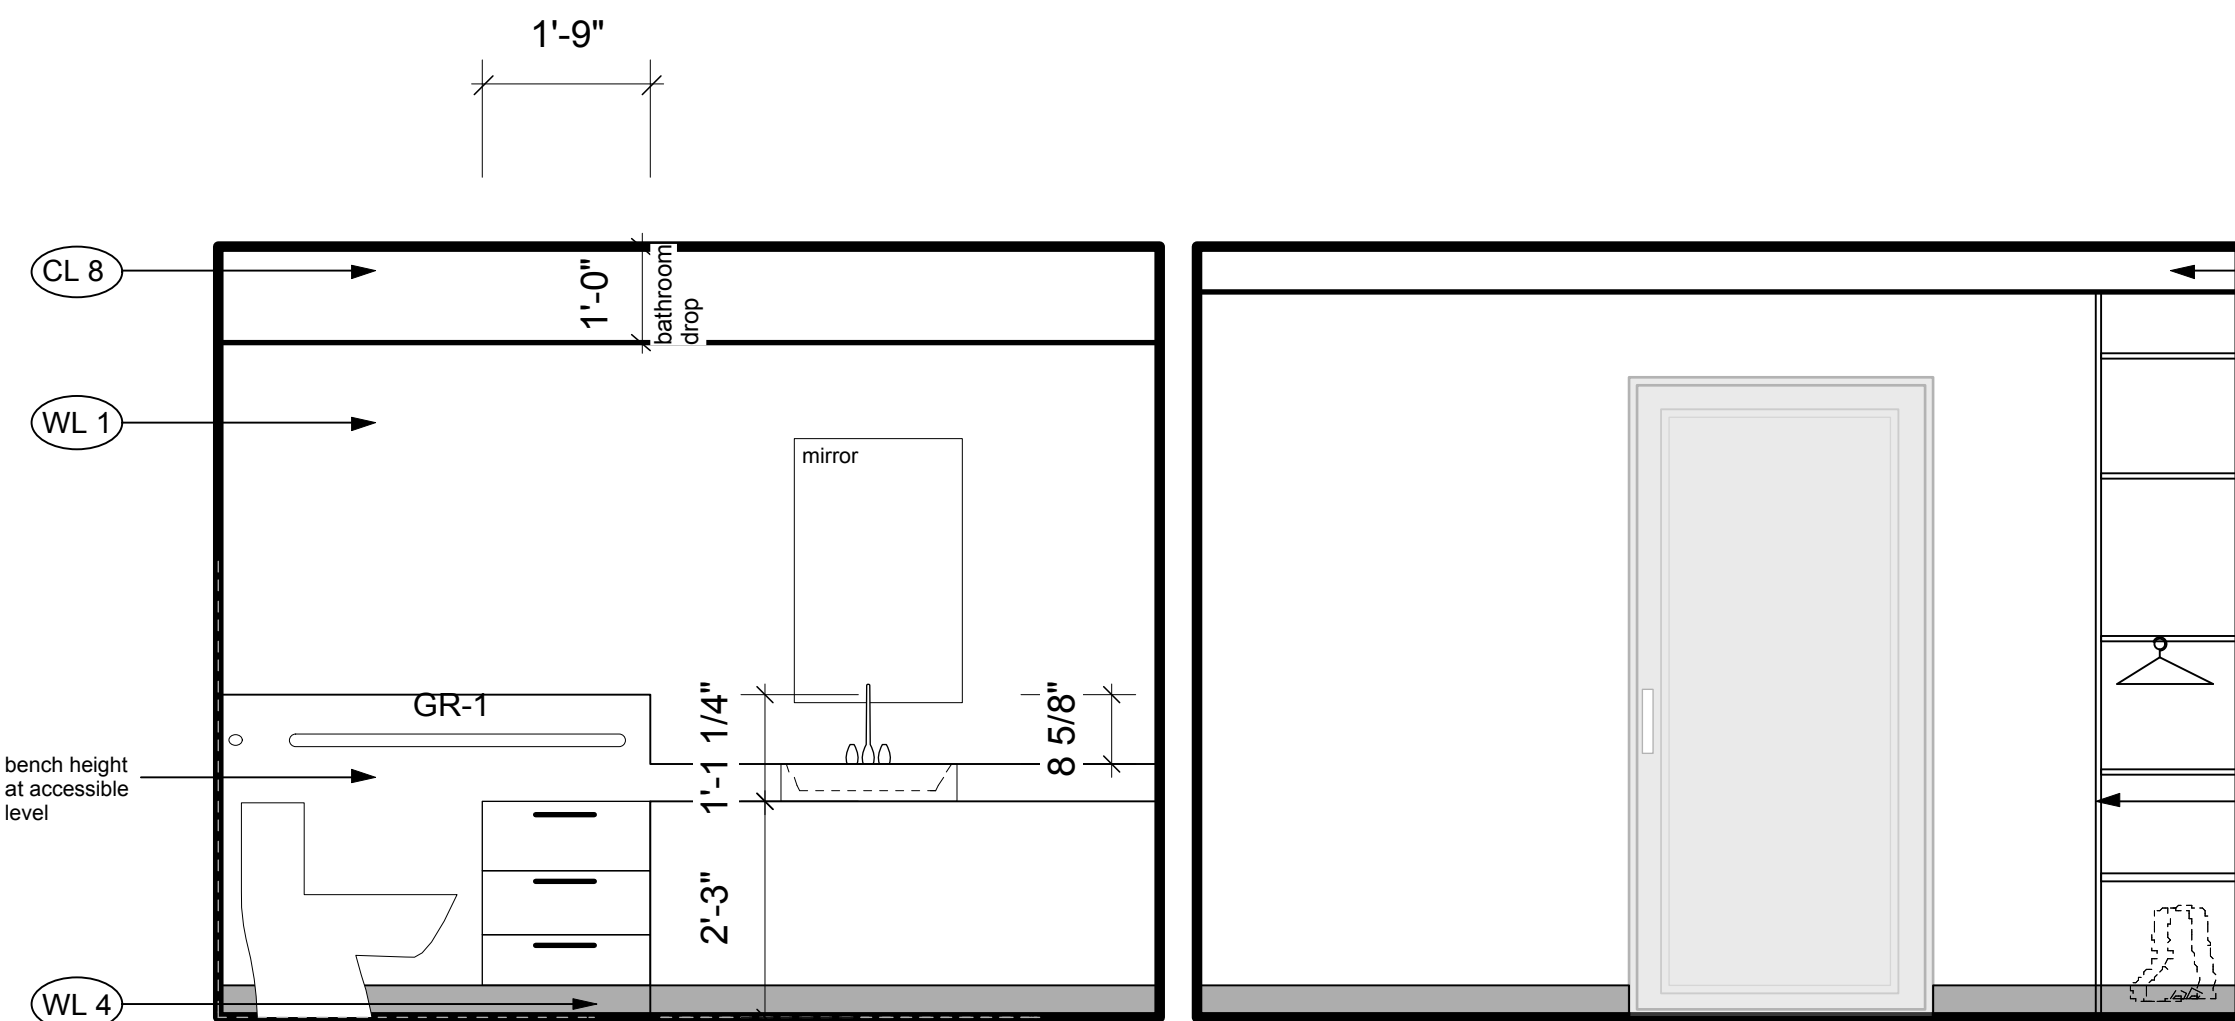 1'-9"
CL 8
1'-0"
bathroom
drop
WL 1
mirror
GR-1
1'-1 1/4"
8 5/8"
bench height
at accessible
level
2'-3"
WL 4